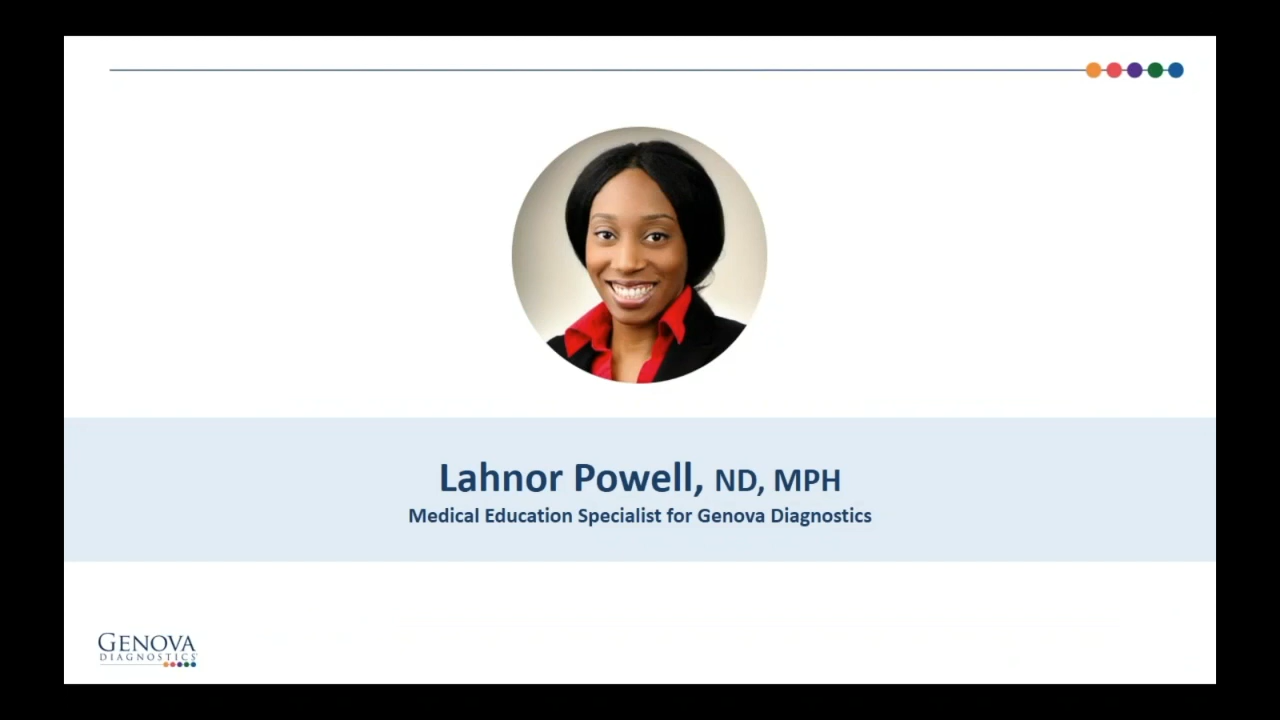 Lahnor Powell, ND, MPH
Medical Education Specialist for Genova Diagnostics
GENOVA
DIAGNOSTICS